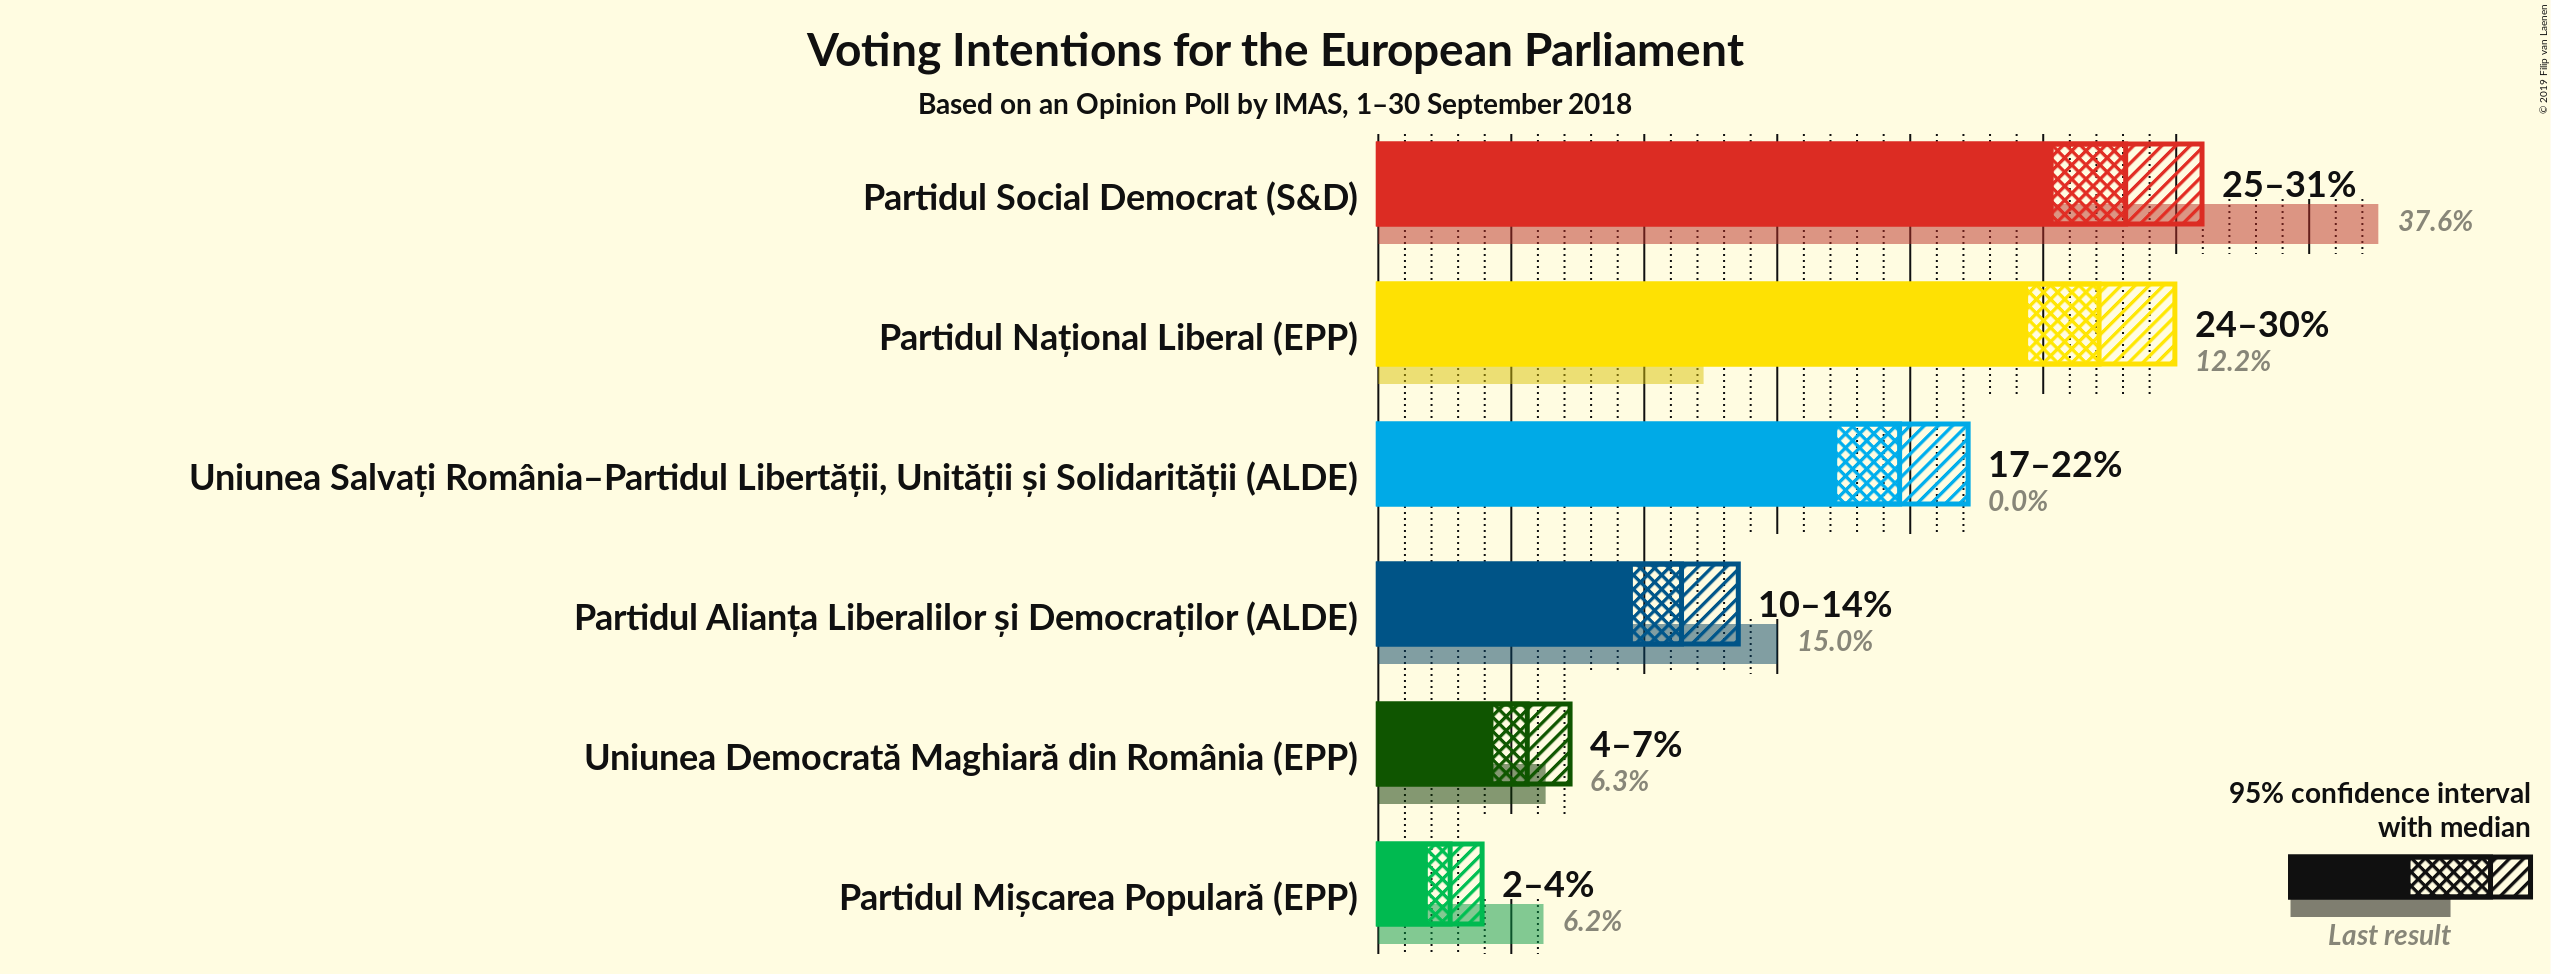 Voting Intentions for the European Parliament
Based on an Opinion Poll by IMAS, 1–30 September 2018
© 2019 Filip van Laenen
Partidul Social Democrat (S&D)
25–31%
37.6%
Partidul Național Liberal (EPP)
24–30%
12.2%
Uniunea Salvați România–Partidul Libertății, Unității și Solidarității (ALDE)
17–22%
0.0%
Partidul Alianța Liberalilor și Democraților (ALDE)
10–14%
15.0%
Uniunea Democrată Maghiară din România (EPP)
4–7%
6.3%
Partidul Mișcarea Populară (EPP)
2–4%
6.2%
95% confidence interval
with median
Last result